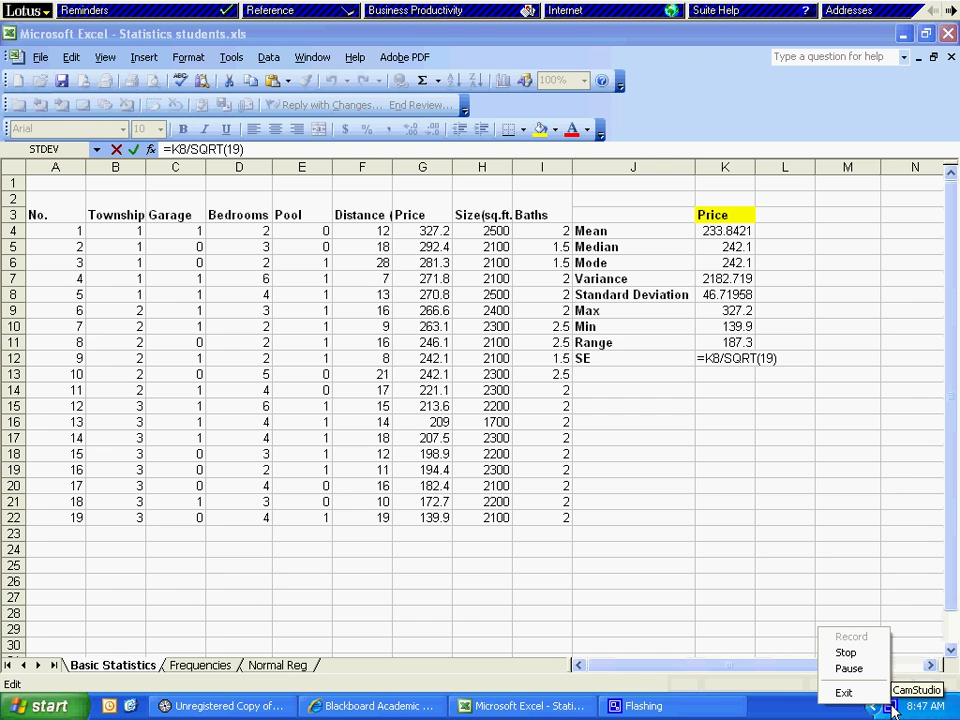 Lotus Reminders Reference Business Productivity Internet Suite Help ? Addresses
Microsoft Excel - Statistics students.xls
File Edit View Insert Format Tools Data Window Help Adobe PDF Type a question for help
100%
Reply with Changes... End Review...
Arial 10 B I U $ % ,
STDEV fx =K8/SQRT(19)
A B C D E F G H I J K L M N
1
2
3 No. Township Garage Bedrooms Pool Distance ( Price Size(sq.ft. Baths Price
4 1 1 1 2 0 12 327.2 2500 2 Mean 233.8421
5 2 1 0 3 0 18 292.4 2100 1.5 Median 242.1
6 3 1 0 2 1 28 281.3 2100 1.5 Mode 242.1
7 4 1 1 6 1 7 271.8 2100 2 Variance 2182.719
8 5 1 1 4 1 13 270.8 2500 2 Standard Deviation 46.71958
9 6 2 1 3 1 16 266.6 2400 2 Max 327.2
10 7 2 1 2 1 9 263.1 2300 2.5 Min 139.9
11 8 2 0 2 1 16 246.1 2100 2.5 Range 187.3
12 9 2 1 2 1 8 242.1 2100 1.5 SE =K8/SQRT(19)
13 10 2 0 5 0 21 242.1 2300 2.5
14 11 2 1 4 0 17 221.1 2300 2
15 12 3 1 6 1 15 213.6 2200 2
16 13 3 1 4 1 14 209 1700 2
17 14 3 1 4 1 18 207.5 2300 2
18 15 3 0 3 1 12 198.9 2200 2
19 16 3 0 2 1 11 194.4 2300 2
20 17 3 0 4 0 16 182.4 2100 2
21 18 3 1 3 0 10 172.7 2200 2
22 19 3 0 4 1 19 139.9 2100 2
23
24
25
26
27
28
29
30
Record
Stop
Pause
Exit
CamStudio
Basic Statistics Frequencies Normal Reg
Edit
start Unregistered Copy of... Blackboard Academic ... Microsoft Excel - Stati... Flashing 8:47 AM